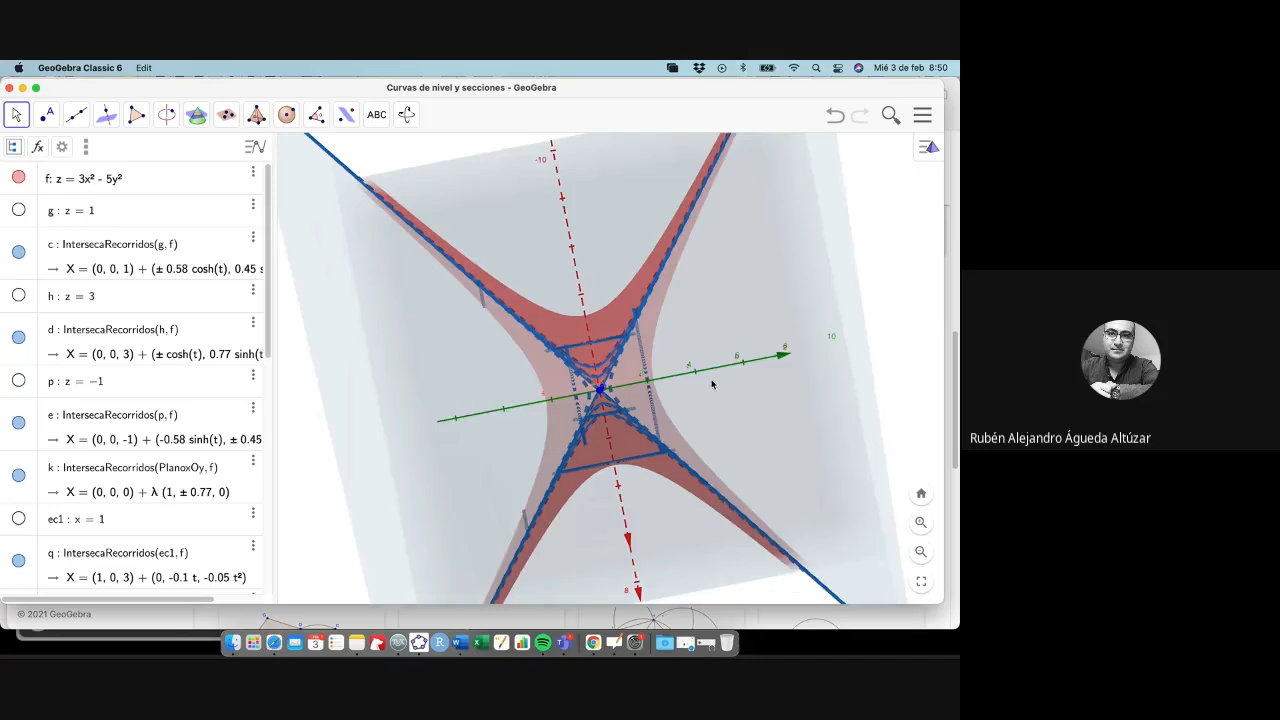 GeoGebra Classic 6 Edit Mié 3 de feb 8:50
Curvas de nivel y secciones - GeoGebra
ABC
f: z = 3x² - 5y²
g : z = 1
c : IntersecaRecorridos(g, f)
→ X = (0, 0, 1) + (± 0.58 cosh(t), 0.45 s
h : z = 3
d : IntersecaRecorridos(h, f)
→ X = (0, 0, 3) + (± cosh(t), 0.77 sinh(t
p : z = −1
e : IntersecaRecorridos(p, f)
→ X = (0, 0, -1) + (-0.58 sinh(t), ± 0.45
k : IntersecaRecorridos(PlanoxOy, f)
→ X = (0, 0, 0) + λ (1, ± 0.77, 0)
ec1 : x = 1
q : IntersecaRecorridos(ec1, f)
→ X = (1, 0, 3) + (0, -0.1 t, -0.05 t²)
-10
10
4
6
8
8
© 2021 GeoGebra
Rubén Alejandro Águeda Altúzar